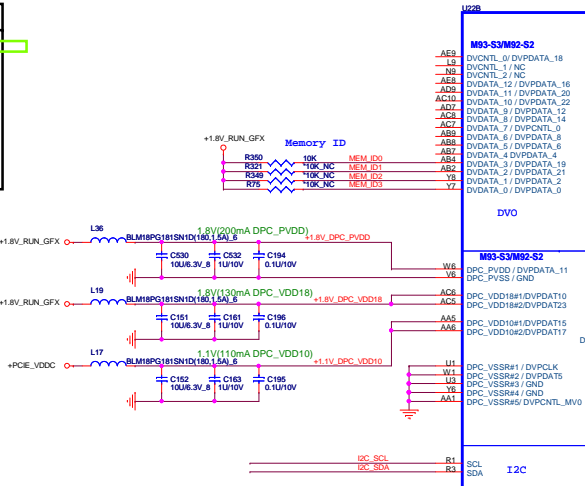 U22B
M93-S3/M92-S2
AE9 DVCNTL_0/ DVPDATA_18
L9 DVCNTL_1 / NC
N9 DVCNTL_2 / NC
AE8 DVDATA_12 / DVPDATA_16
AD9 DVDATA_11 / DVPDATA_20
AC10 DVDATA_10 / DVPDATA_22
AD7 DVDATA_9 / DVPDATA_12
AC8 DVDATA_8 / DVPDATA_14
AC7 DVDATA_7 / DVPCNTL_0
AB9 DVDATA_6 / DVPDATA_8
AB8 DVDATA_5 / DVPDATA_6
AB7 DVDATA_4 DVPDATA_4
+1.8V_RUN_GFX
Memory ID
R350 10K MEM_ID0 AB4 DVDATA_3 / DVPDATA_19
R321 *10K_NC MEM_ID1 AB2 DVDATA_2 / DVPDATA_21
R349 *10K_NC MEM_ID2 Y8 DVDATA_1 / DVPDATA_2
R75 *10K_NC MEM_ID3 Y7 DVDATA_0 / DVPDATA_0
DVO
+1.8V_RUN_GFX
L36
BLM18PG181SN1D(180,1.5A)_6
1.8V(200mA DPC_PVDD)
+1.8V_DPC_PVDD
C530 10U/6.3V_8
C532 1U/10V
C194 0.1U/10V
M93-S3/M92-S2
W6 DPC_PVDD / DVPDATA_11
V6 DPC_PVSS / GND
+1.8V_RUN_GFX
L19
BLM18PG181SN1D(180,1.5A)_6
1.8V(130mA DPC_VDD18)
+1.8V_DPC_VDD18
C151 10U/6.3V_8
C161 1U/10V
C196 0.1U/10V
AC6 DPC_VDD18#1/DVPDAT10
AC5 DPC_VDD18#2/DVPDAT23
AA5 DPC_VDD10#1/DVPDAT15
AA6 DPC_VDD10#2/DVPDAT17
D
+PCIE_VDDC
L17
BLM18PG181SN1D(180,1.5A)_6
1.1V(110mA DPC_VDD10)
+1.1V_DPC_VDD10
C152 10U/6.3V_8
C163 1U/10V
C195 0.1U/10V
U1 DPC_VSSR#1 / DVPCLK
W1 DPC_VSSR#2 / DVPDAT5
U3 DPC_VSSR#3 / GND
Y6 DPC_VSSR#4 / GND
AA1 DPC_VSSR#5/ DVPCNTL_MV0
I2C_SCL R1 SCL
I2C_SDA R3 SDA
I2C